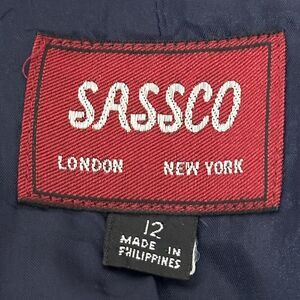 SASSCO
LONDON NEW YORK
12
MADE IN
PHILIPPINES